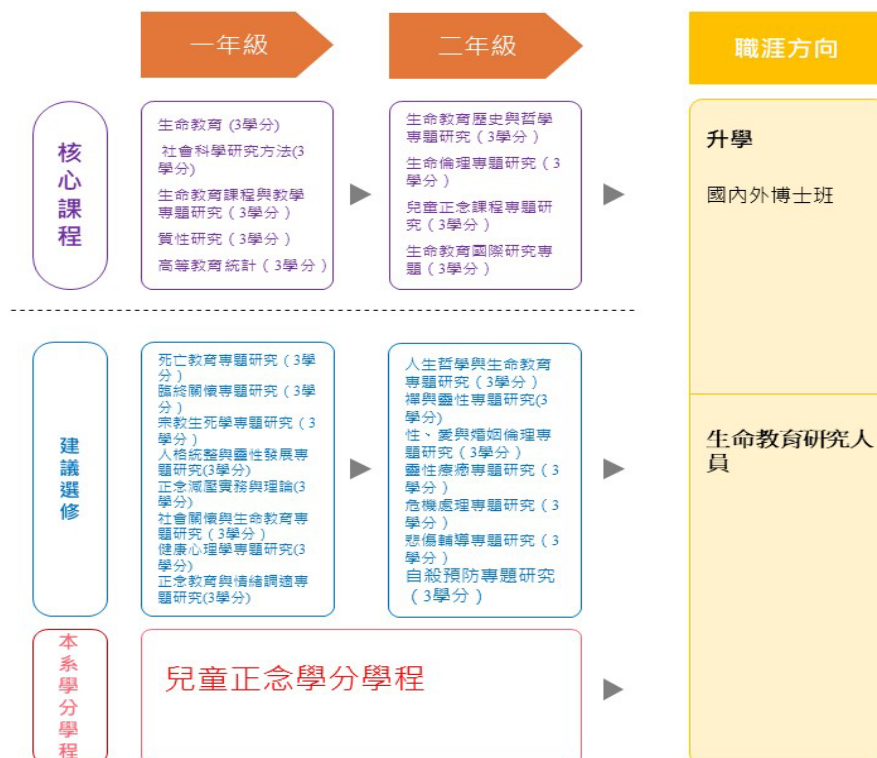 一年級
二年級
職涯方向
核
心
課
程
生命教育 (3學分)
社會科學研究方法(3
學分)
生命教育課程與教學
專題研究（3學分）
質性研究（3學分）
高等教育統計（3學分）
生命教育歷史與哲學
專題研究（3學分）
生命倫理專題研究（3
學分）
兒童正念課程專題研
究（3學分）
生命教育國際研究專
題（3學分）
升學
國內外博士班
建
議
選
修
死亡教育專題研究（3學
分）
臨終關懷專題研究（3學
分）
宗教生死學專題研究（3
學分）
人格統整與靈性發展專
題研究(3學分)
正念減壓實務與理論(3
學分)
社會關懷與生命教育專
題研究（3學分）
健康心理學專題研究(3
學分)
正念教育與情緒調適專
題研究(3學分)
人生哲學與生命教育
專題研究（3學分）
禪與靈性專題研究(3
學分)
性、愛與婚姻倫理專
題研究（3學分）
靈性療癒專題研究（3
學分）
危機處理專題研究（3
學分）
悲傷輔導專題研究（3
學分）
自殺預防專題研究
（3學分）
生命教育研究人
員
本
系
學
分
學
程
兒童正念學分學程